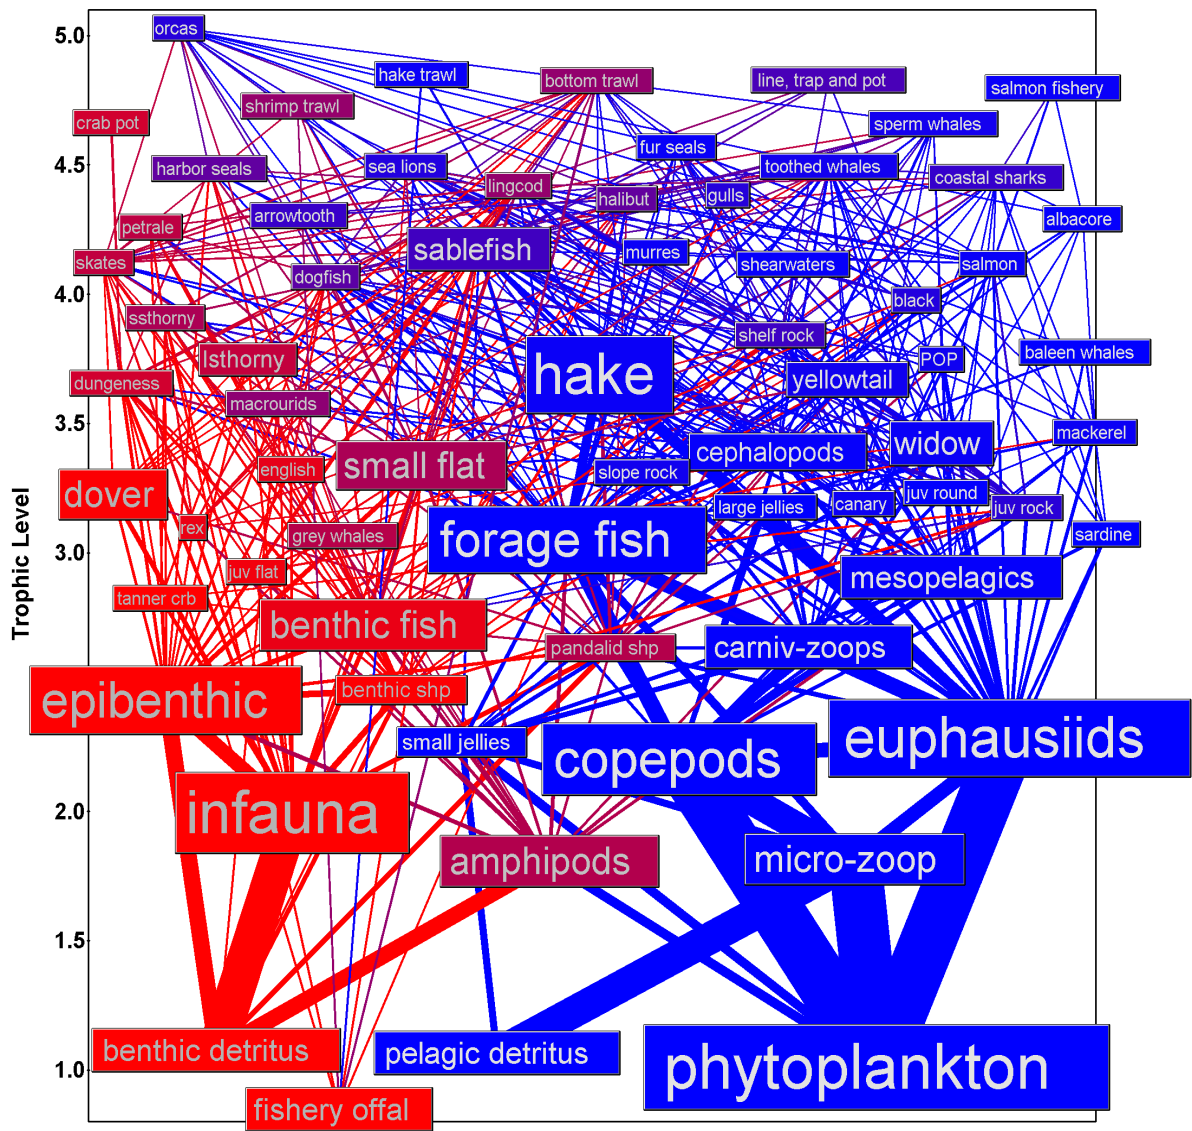 5.0
orcas
hake trawl
bottom trawl
line, trap and pot
salmon fishery
shrimp trawl
crab pot
sperm whales
4.5
harbor seals
sea lions
fur seals
toothed whales
coastal sharks
lingcod
halibut
gulls
petrale
arrowtooth
albacore
sablefish
murres
skates
dogfish
shearwaters
salmon
4.0
black
ssthorny
shelf rock
lsthorny
hake
POP
baleen whales
dungeness
yellowtail
macrourids
3.5
mackerel
cephalopods
widow
english
small flat
slope rock
dover
juv round
large jellies
canary
juv rock
rex
grey whales
forage fish
sardine
3.0
juv flat
mesopelagics
tanner crb
Trophic Level
benthic fish
pandalid shp
carniv-zoops
epibenthic
benthic shp
small jellies
copepods
euphausiids
2.0
infauna
amphipods
micro-zoop
1.5
benthic detritus
pelagic detritus
phytoplankton
1.0
fishery offal